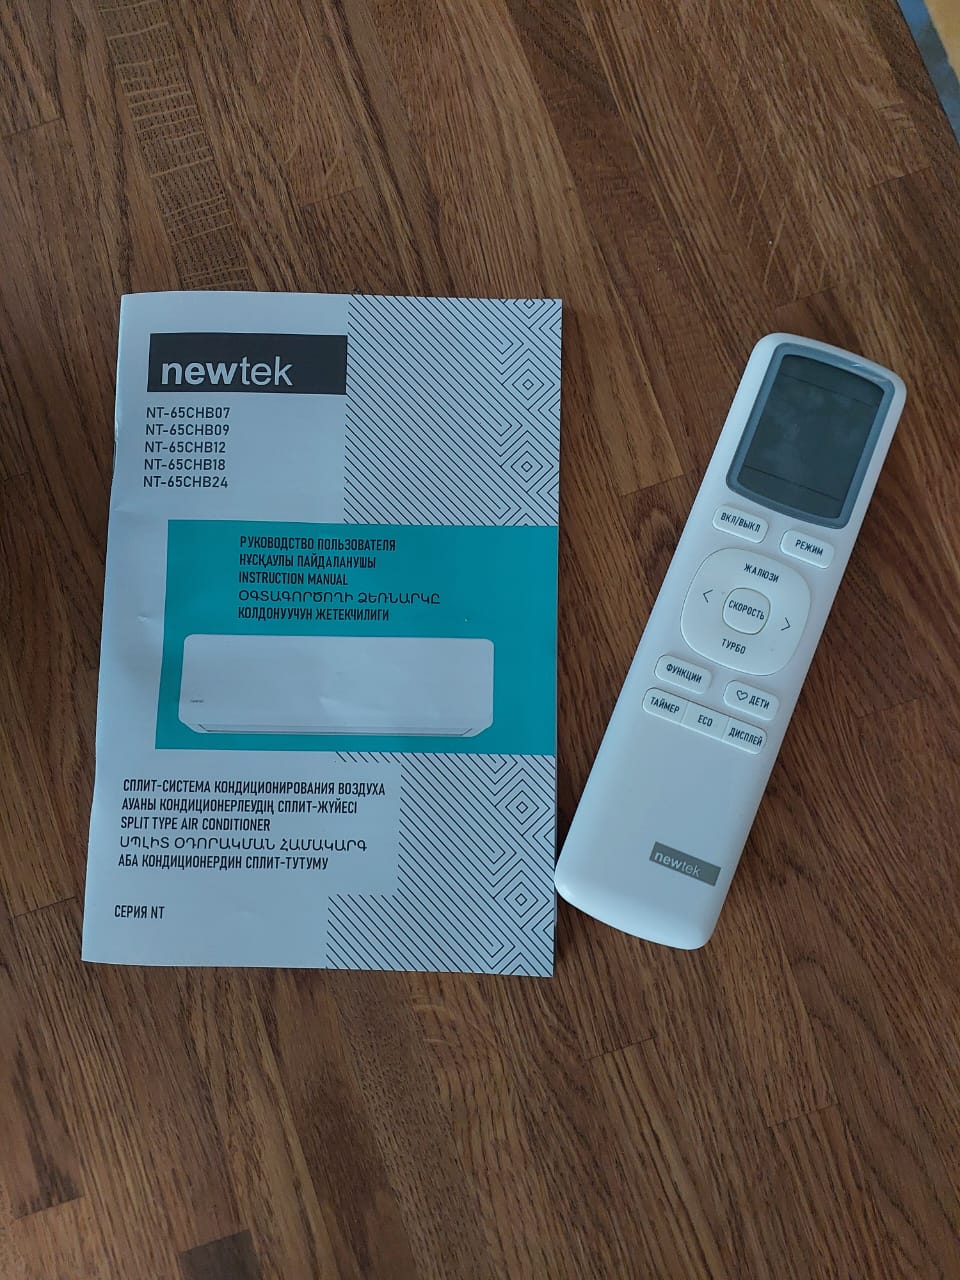 newtek
NT-65CHB07
NT-65CHB09
NT-65CHB12
NT-65CHB18
NT-65CHB24
РУКОВОДСТВО ПОЛЬЗОВАТЕЛЯ
НҰСҚАУЛЫ ПАЙДАЛАНУШЫ
INSTRUCTION MANUAL
ՕԳՏԱԳՈՐԾՈՂԻ ՁԵՌՆԱՐԿԸ
КОЛДОНУУЧУН ЖЕТЕКЧИЛИГИ
СПЛИТ-СИСТЕМА КОНДИЦИОНИРОВАНИЯ ВОЗДУХА
АУАНЫ КОНДИЦИОНЕРЛЕУДІҢ СПЛИТ-ЖҮЙЕСІ
SPLIT TYPE AIR CONDITIONER
ՍՊԼԻՏ ՕԴՈՐԱԿՄԱՆ ՀԱՄԱԿԱՐԳ
АБА КОНДИЦИОНЕРДИН СПЛИТ-ТУТУМУ
СЕРИЯ NT
ВКЛ/ВЫКЛ
РЕЖИМ
ЖАЛЮЗИ
< СКОРОСТЬ >
ТУРБО
ФУНКЦИИ
♡ ДЕТИ
ТАЙМЕР
ECO
ДИСПЛЕЙ
newtek